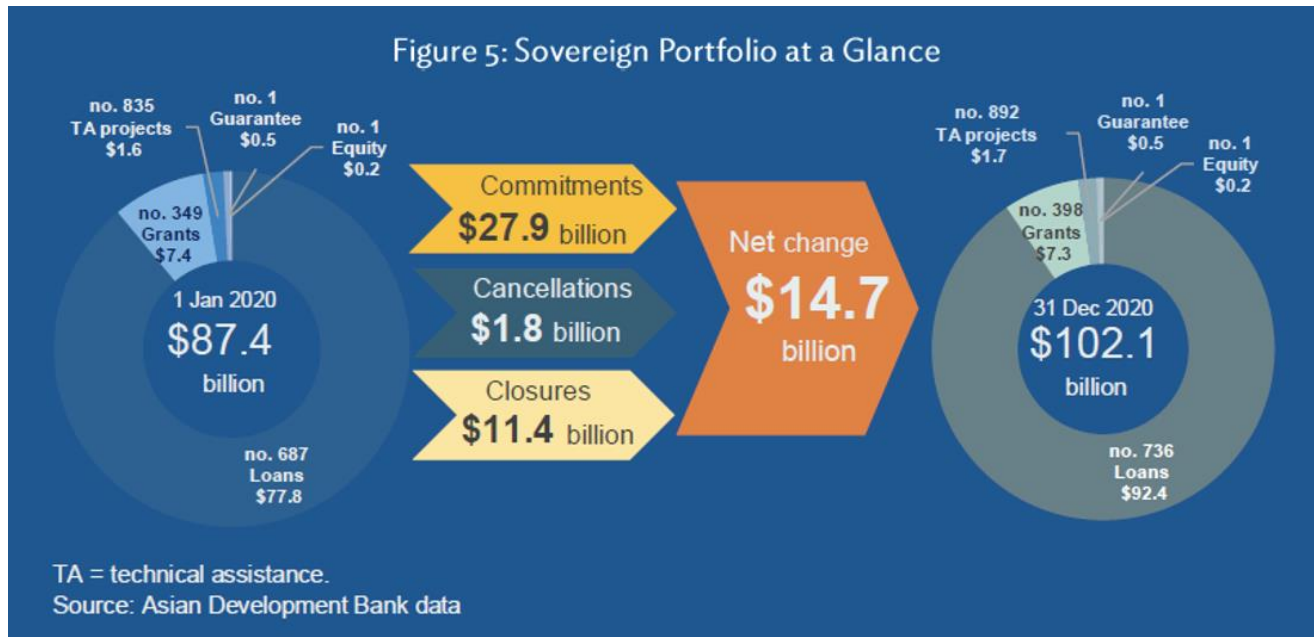 Figure 5: Sovereign Portfolio at a Glance
no. 835
TA projects
$1.6
no. 1
Guarantee
$0.5
no. 1
Equity
$0.2
no. 349
Grants
$7.4
1 Jan 2020
$87.4
billion
no. 687
Loans
$77.8
Commitments
$27.9 billion
Cancellations
$1.8 billion
Closures
$11.4 billion
Net change
$14.7
billion
no. 892
TA projects
$1.7
no. 1
Guarantee
$0.5
no. 1
Equity
$0.2
no. 398
Grants
$7.3
31 Dec 2020
$102.1
billion
no. 736
Loans
$92.4
TA = technical assistance.
Source: Asian Development Bank data